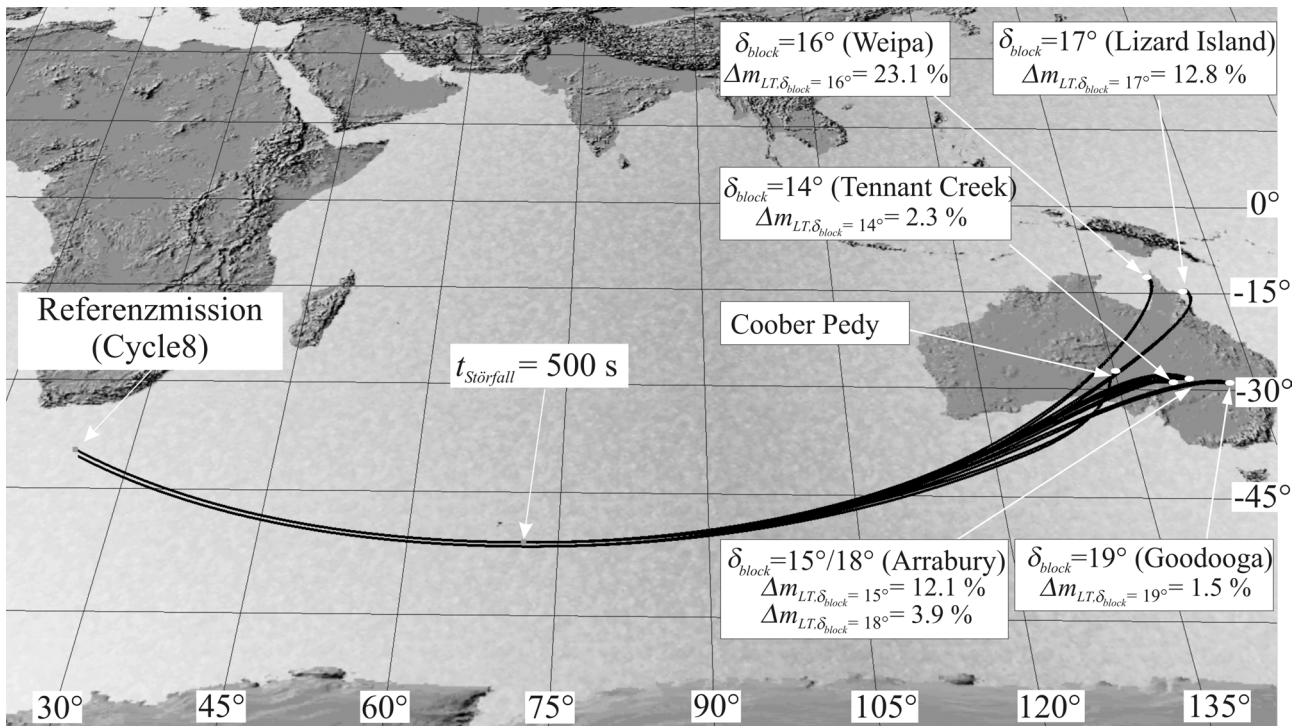 δblock=16° (Weipa)
ΔmLT,δblock= 16°= 23.1 %
δblock=17° (Lizard Island)
ΔmLT,δblock= 17°= 12.8 %
δblock=14° (Tennant Creek)
ΔmLT,δblock= 14°= 2.3 %
0°
-15°
Referenzmission
(Cycle8)
Coober Pedy
tStörfall= 500 s
-30°
-45°
δblock=15°/18° (Arrabury)
ΔmLT,δblock= 15°= 12.1 %
ΔmLT,δblock= 18°= 3.9 %
δblock=19° (Goodooga)
ΔmLT,δblock= 19°= 1.5 %
30°
45°
60°
75°
90°
105°
120°
135°